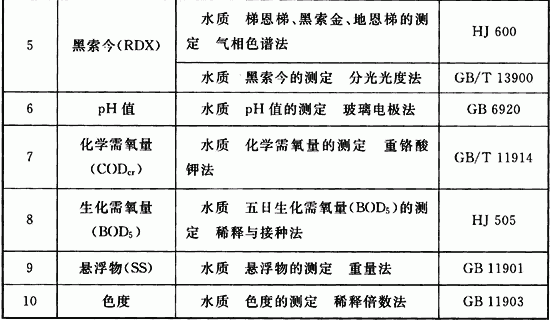 5 黑索今(RDX) 水质 梯恩梯、黑索金、地恩梯的测
定 气相色谱法 HJ 600
水质 黑索今的测定 分光光度法 GB/T 13900
6 pH 值 水质 pH 值的测定 玻璃电极法 GB 6920
7 化学需氧量
(CODcr) 水质 化学需氧量的测定 重铬酸
钾法 GB/T 11914
8 生化需氧量
(BOD₅) 水质 五日生化需氧量(BOD₅)的测
定 稀释与接种法 HJ 505
9 悬浮物(SS) 水质 悬浮物的测定 重量法 GB 11901
10 色度 水质 色度的测定 稀释倍数法 GB 11903